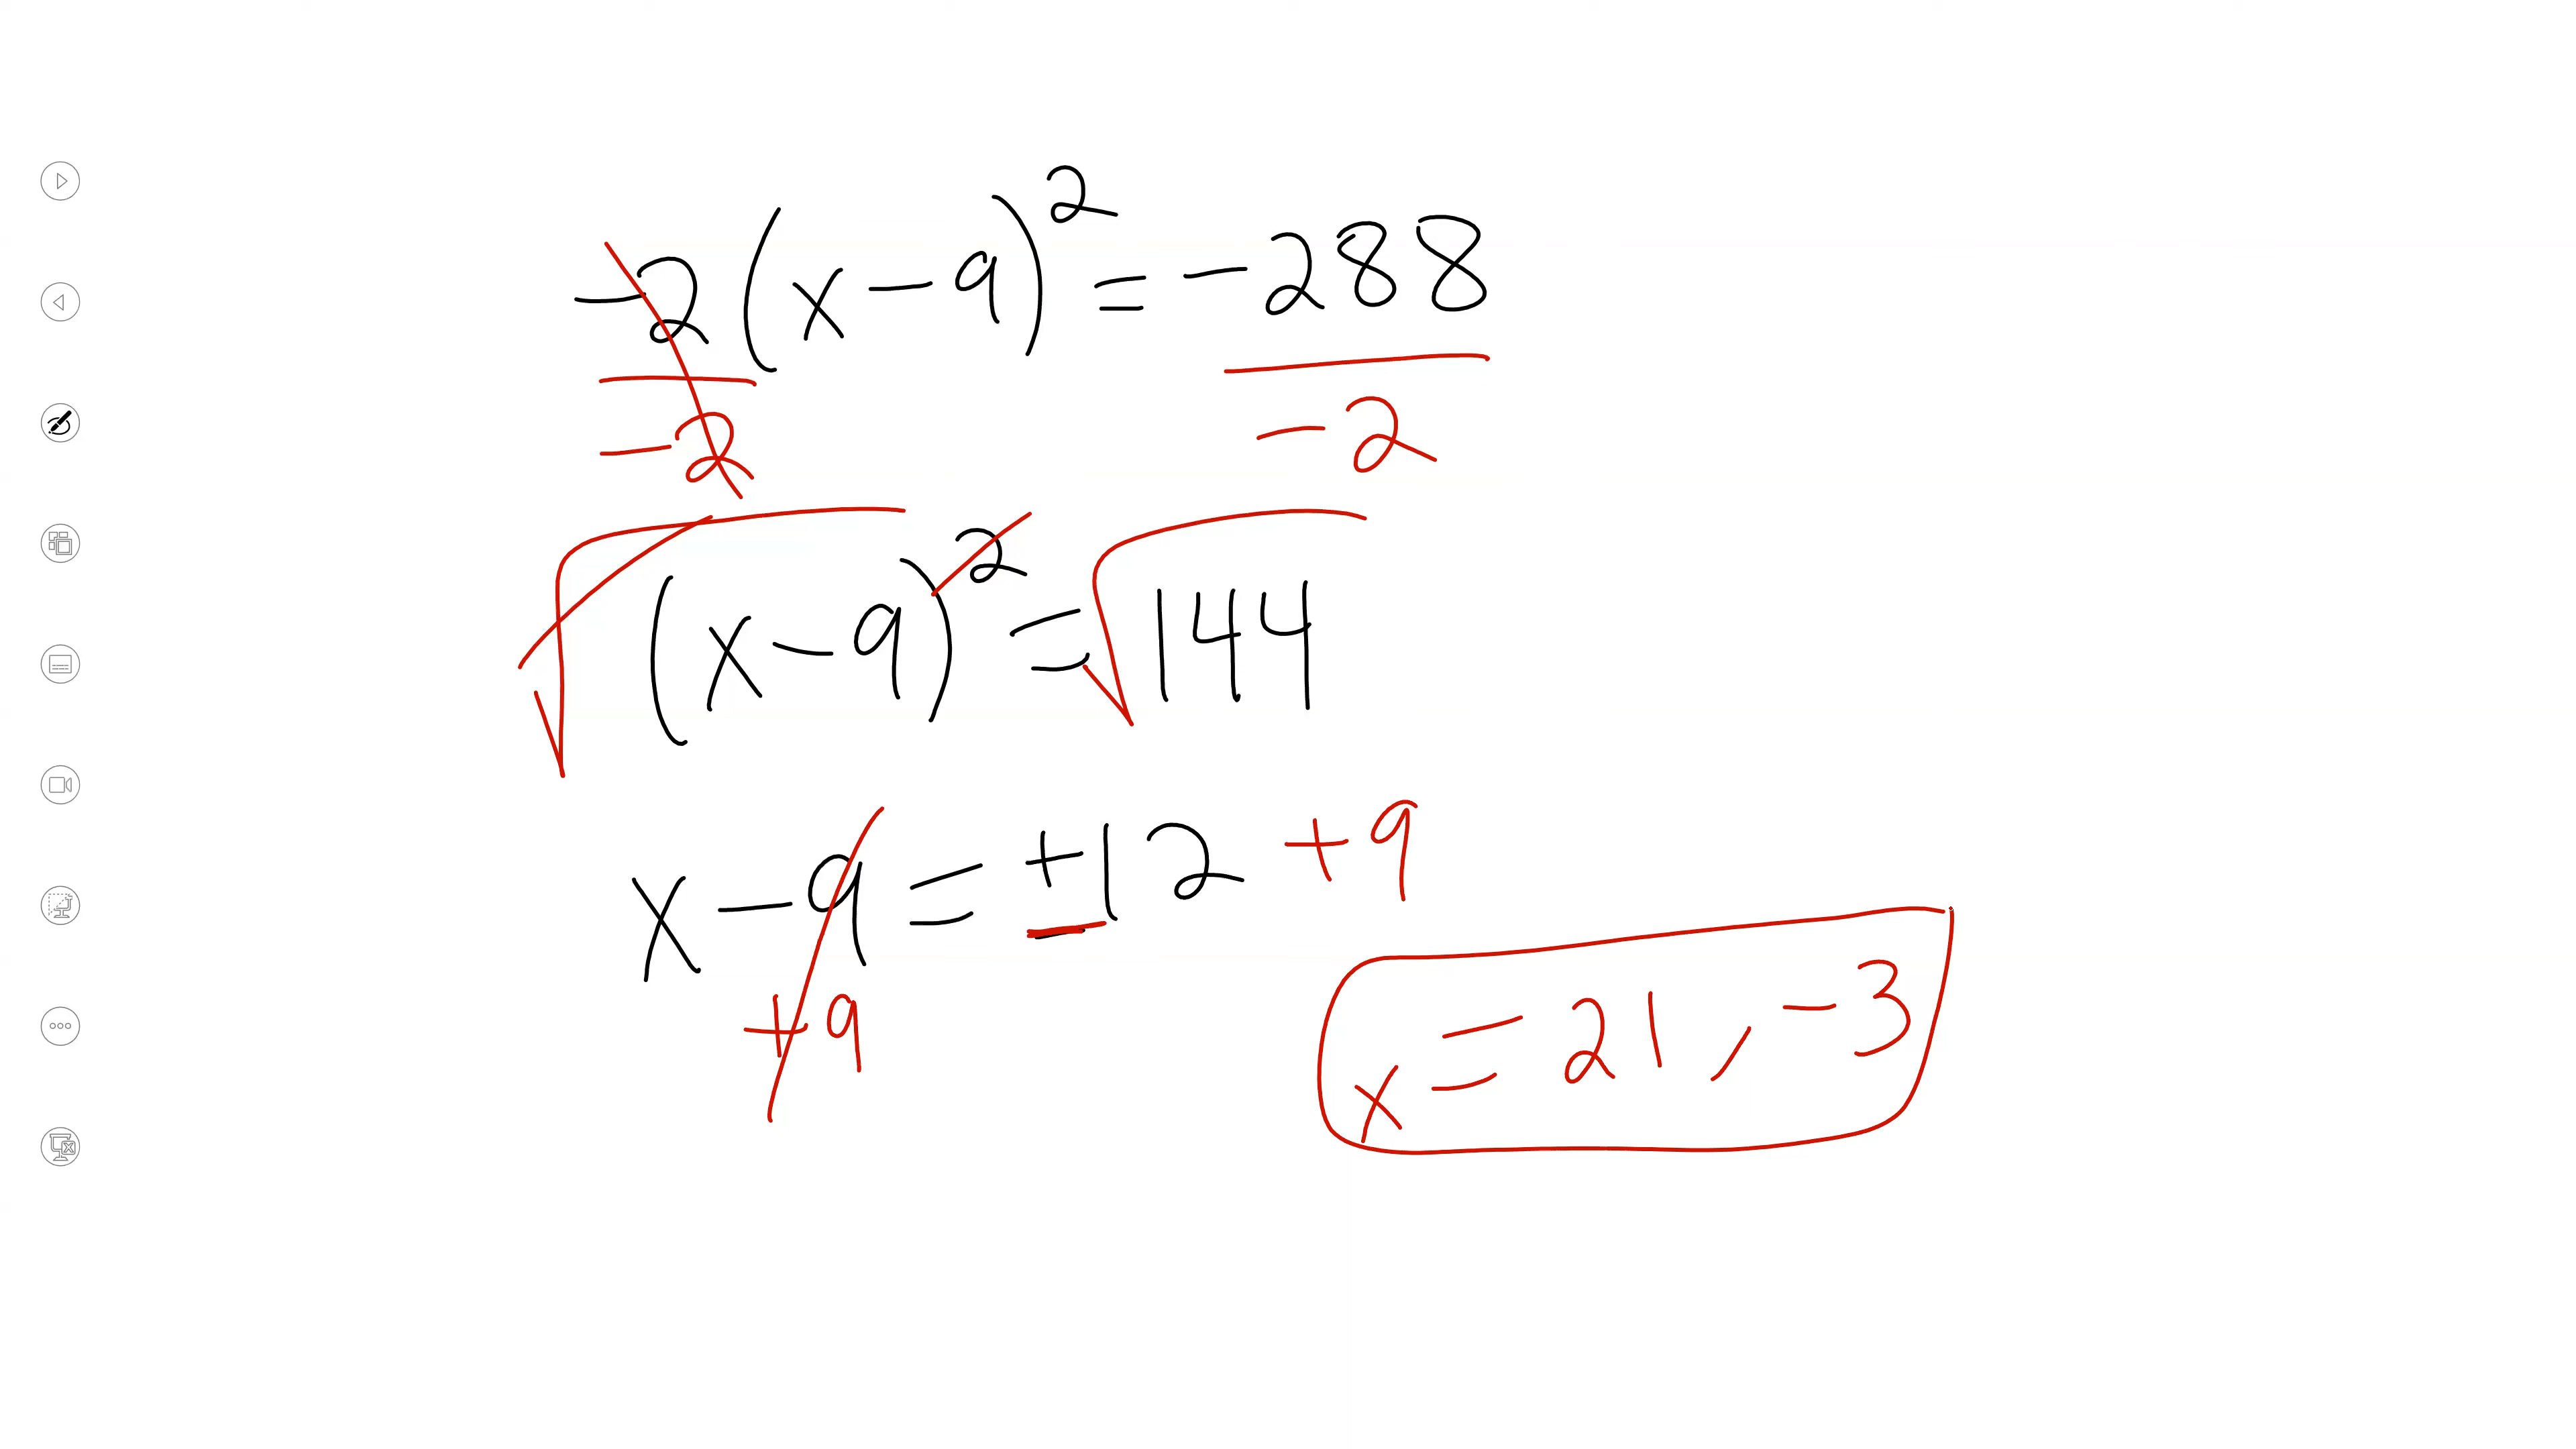 -2(x-9)² = -288
-2 -2
√(x-9)² = √144
x-9 = ±12 +9
+9
x = 21, -3